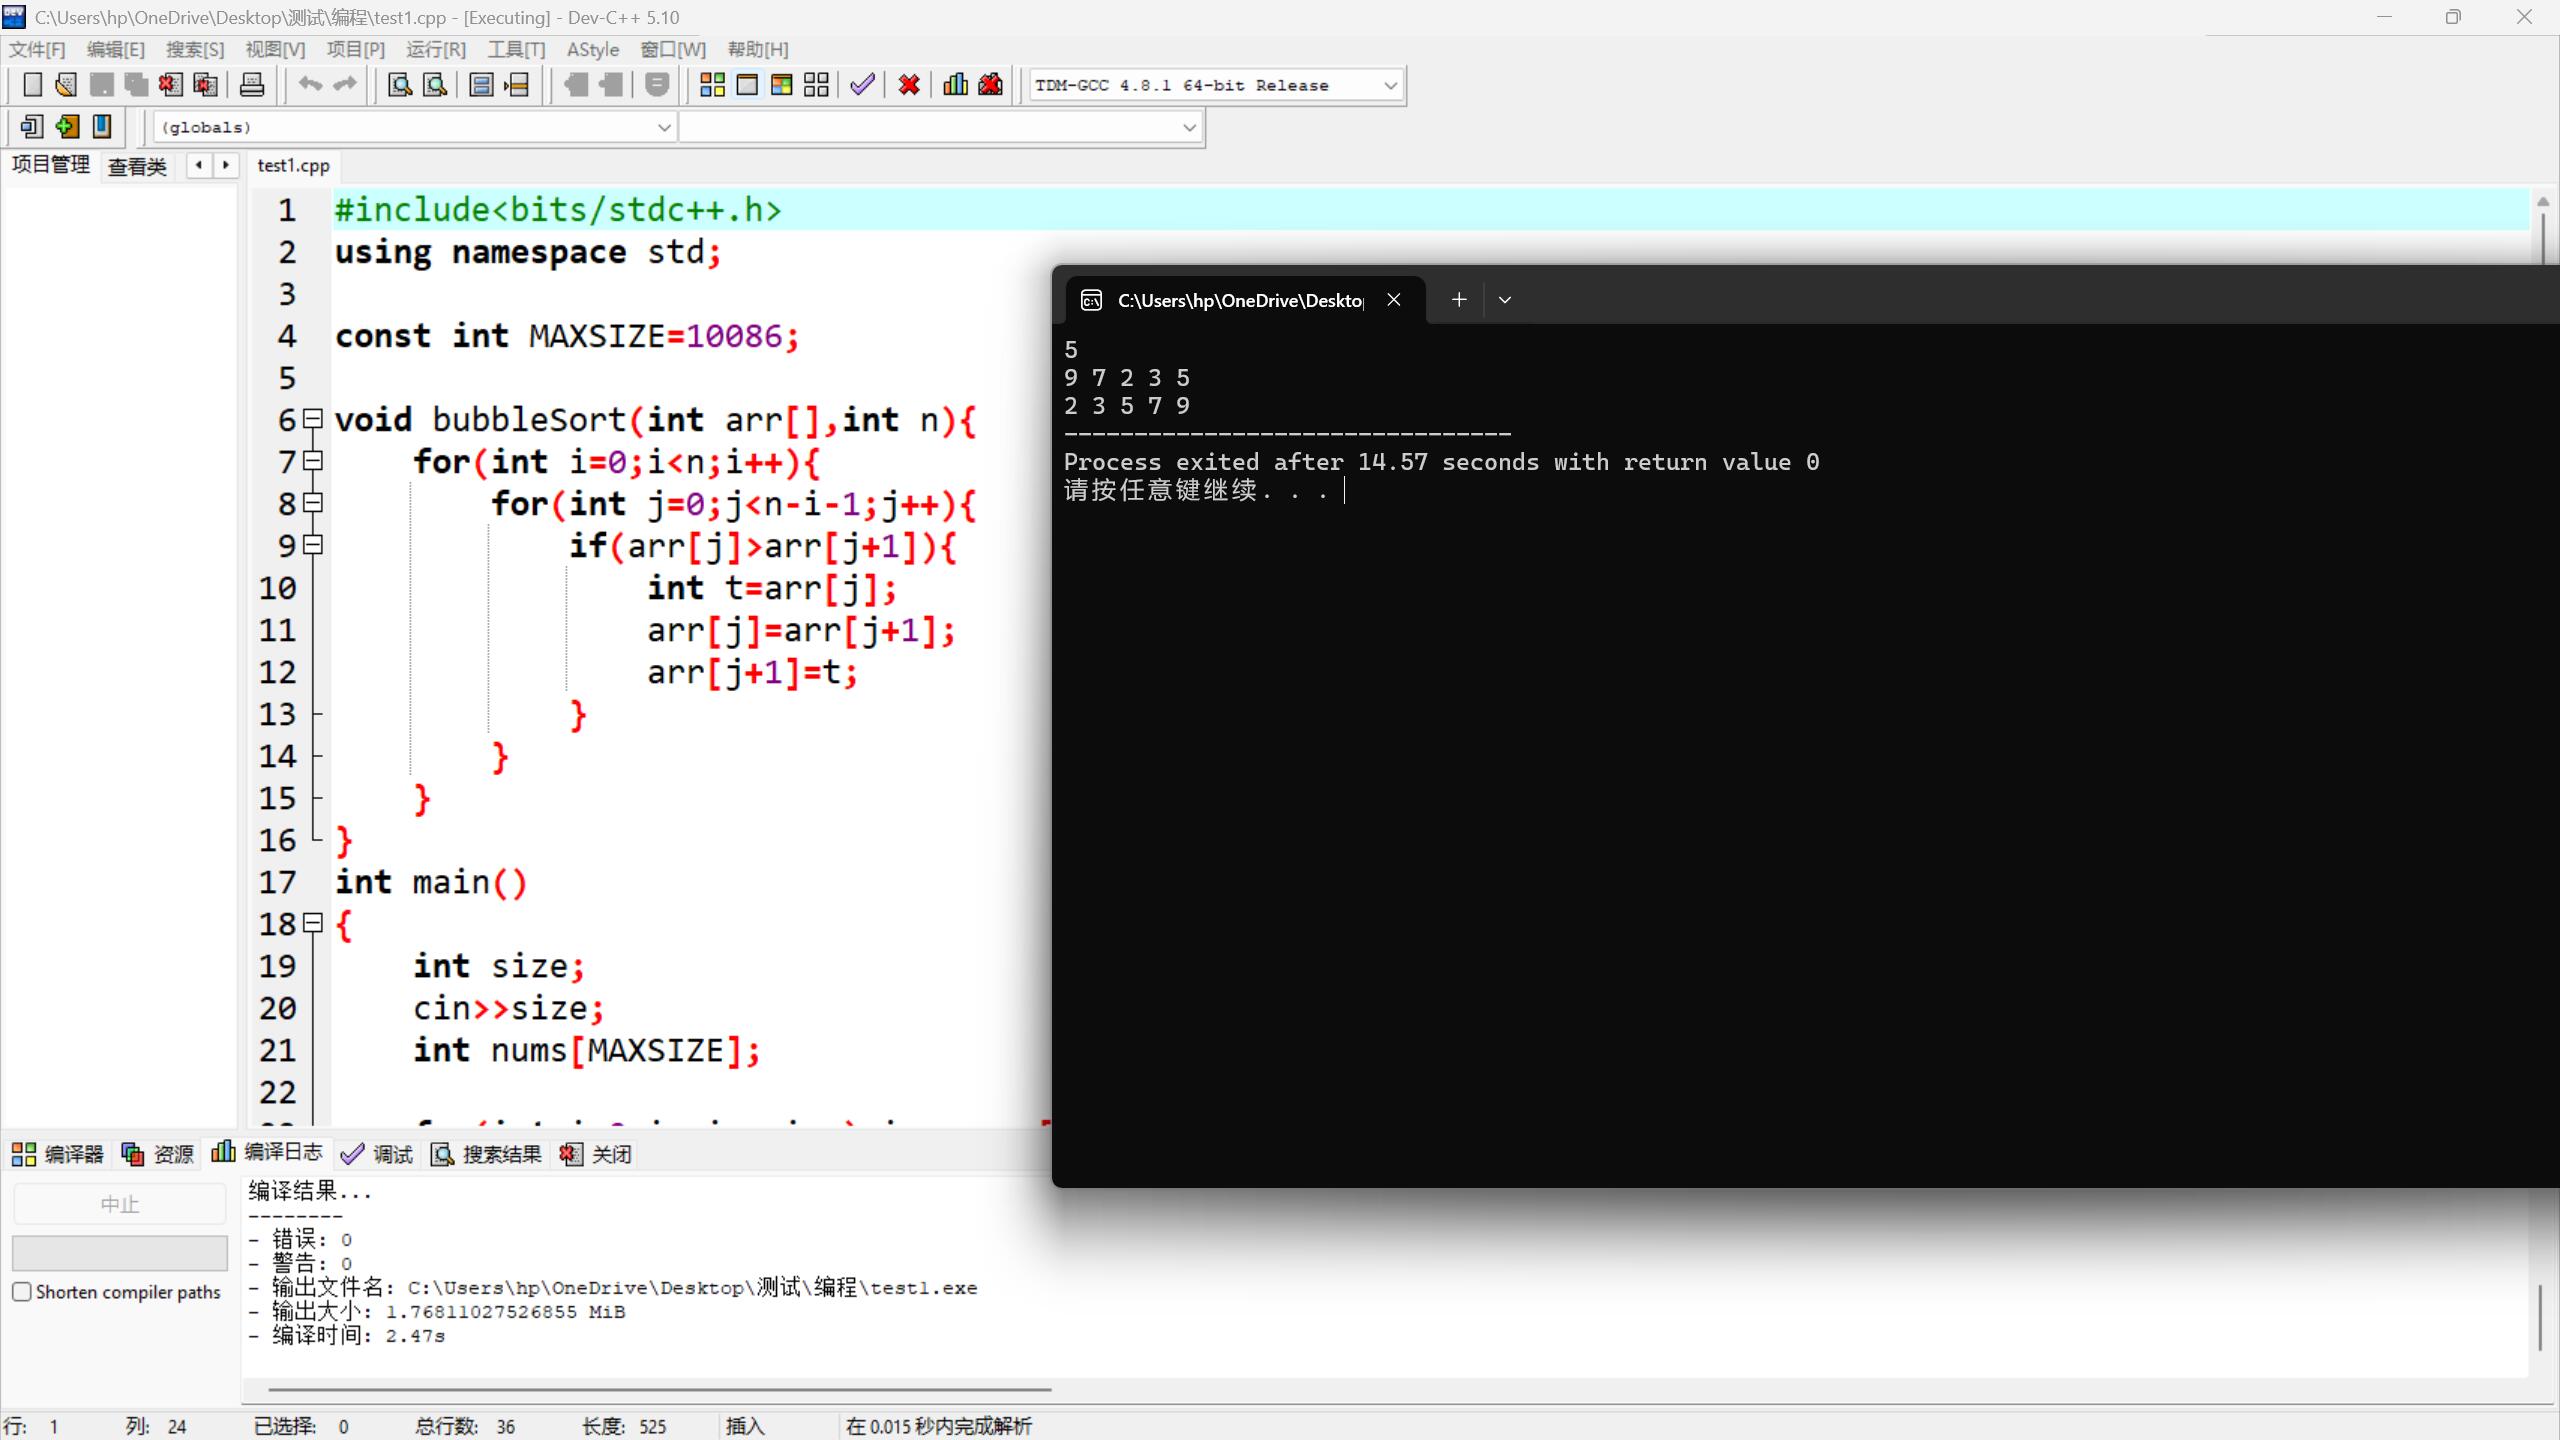 C:\Users\hp\OneDrive\Desktop\测试\编程\test1.cpp - [Executing] - Dev-C++ 5.10
文件[F] 编辑[E] 搜索[S] 视图[V] 项目[P] 运行[R] 工具[T] AStyle 窗口[W] 帮助[H]
TDM-GCC 4.8.1 64-bit Release
(globals)
项目管理 查看类 test1.cpp
1 #include<bits/stdc++.h>
2 using namespace std;
3
4 const int MAXSIZE=10086;
5
6 void bubbleSort(int arr[],int n){
7 for(int i=0;i<n;i++){
8 for(int j=0;j<n-i-1;j++){
9 if(arr[j]>arr[j+1]){
10 int t=arr[j];
11 arr[j]=arr[j+1];
12 arr[j+1]=t;
13 }
14 }
15 }
16 }
17 int main()
18 {
19 int size;
20 cin>>size;
21 int nums[MAXSIZE];
22
C:\Users\hp\OneDrive\Deskto
5
9 7 2 3 5
2 3 5 7 9
--------------------------------
Process exited after 14.57 seconds with return value 0
请按任意键继续. . .
编译器 资源 编译日志 调试 搜索结果 关闭
中止
Shorten compiler paths
编译结果...
--------
- 错误: 0
- 警告: 0
- 输出文件名: C:\Users\hp\OneDrive\Desktop\测试\编程\test1.exe
- 输出大小: 1.76811027526855 MiB
- 编译时间: 2.47s
行: 1 列: 24 已选择: 0 总行数: 36 长度: 525 插入 在 0.015 秒内完成解析